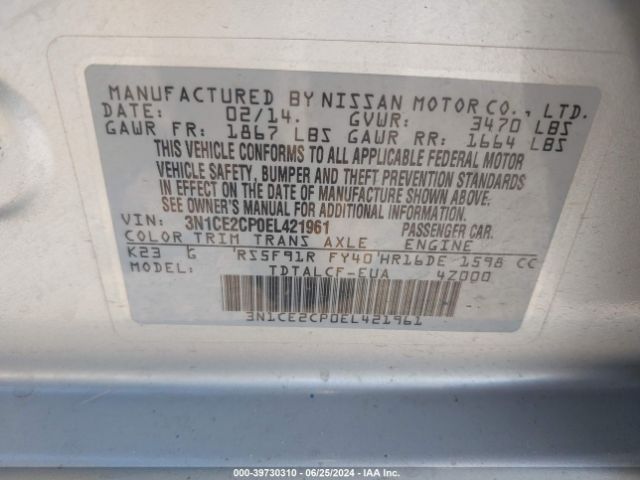 MANUFACTURED BY NISSAN MOTOR CO., LTD.
DATE: 02/14. GVWR: 3470 LBS
GAWR FR: 1867 LBS GAWR RR: 1664 LBS
THIS VEHICLE CONFORMS TO ALL APPLICABLE FEDERAL MOTOR
VEHICLE SAFETY, BUMPER AND THEFT PREVENTION STANDARDS
IN EFFECT ON THE DATE OF MANUFACTURE SHOWN ABOVE.
SEE OWNER'S MANUAL FOR ADDITIONAL INFORMATION.
VIN: 3N1CE2CP0EL421961 PASSENGER CAR.
COLOR TRIM TRANS AXLE ENGINE
K23 G RS5F91R FY40 HR16DE 1598 CC
MODEL: TDTALCF-EUA 4Z000
3N1CE2CP0EL421961
000-39730310 | 06/25/2024 - Copyright IAA, LLC